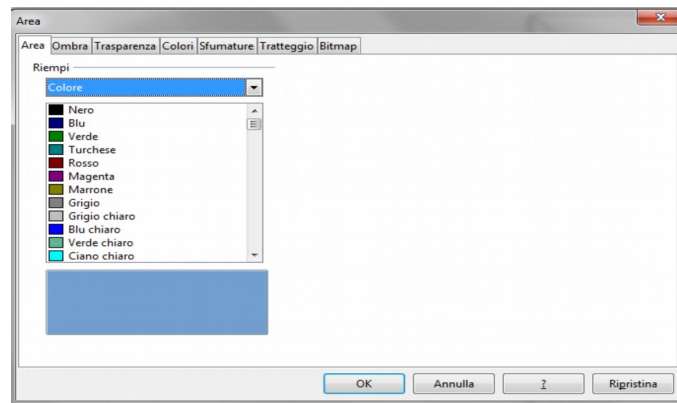 Area
Area Ombra Trasparenza Colori Sfumature Tratteggio Bitmap
Riempi
Colore
Nero
Blu
Verde
Turchese
Rosso
Magenta
Marrone
Grigio
Grigio chiaro
Blu chiaro
Verde chiaro
Ciano chiaro
OK Annulla ? Ripristina